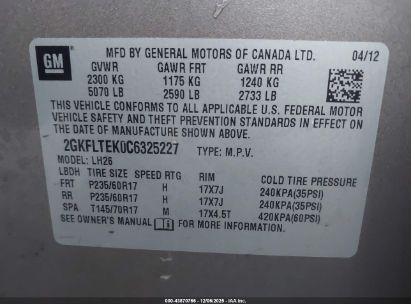 GM
MFD BY GENERAL MOTORS OF CANADA LTD. 04/12
GVWR GAWR FRT GAWR RR
2300 KG 1175 KG 1240 KG
5070 LB 2590 LB 2733 LB
THIS VEHICLE CONFORMS TO ALL APPLICABLE U.S. FEDERAL MOTOR
VEHICLE SAFETY AND THEFT PREVENTION STANDARDS IN EFFECT ON
THE DATE OF MANUFACTURE SHOWN ABOVE.
2GKFLTEK0C6325227 TYPE: M.P.V.
MODEL: LH26
LBDH TIRE SIZE SPEED RTG RIM COLD TIRE PRESSURE
FRT P235/60R17 H 17X7J 240KPA(35PSI)
RR P235/60R17 H 17X7J 240KPA(35PSI)
SPA T145/70R17 M 17X4.5T 420KPA(60PSI)
SEE OWNER'S MANUAL FOR MORE INFORMATION.